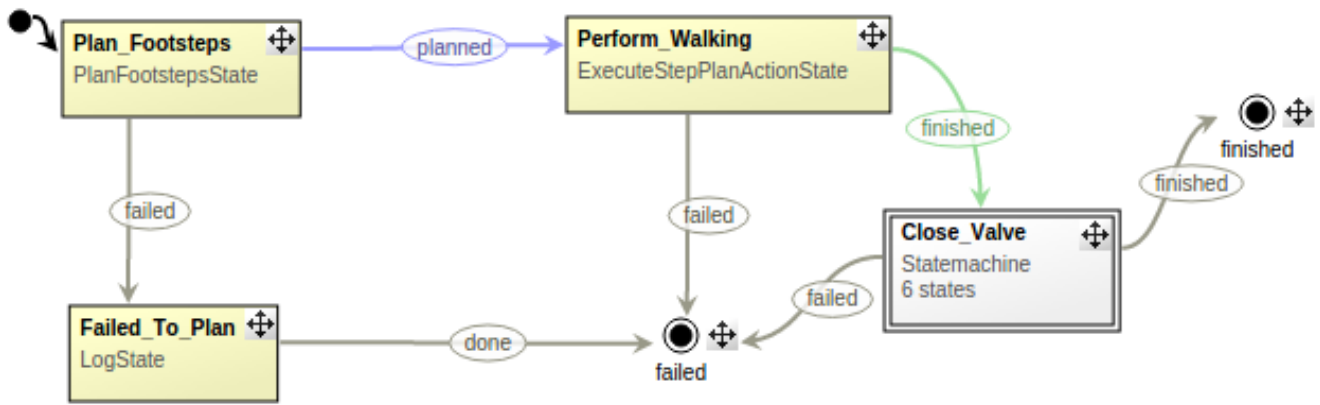 Plan_Footsteps
PlanFootstepsState
planned
Perform_Walking
ExecuteStepPlanActionState
finished
finished
finished
failed
failed
Close_Valve
Statemachine
6 states
failed
Failed_To_Plan
LogState
done
failed